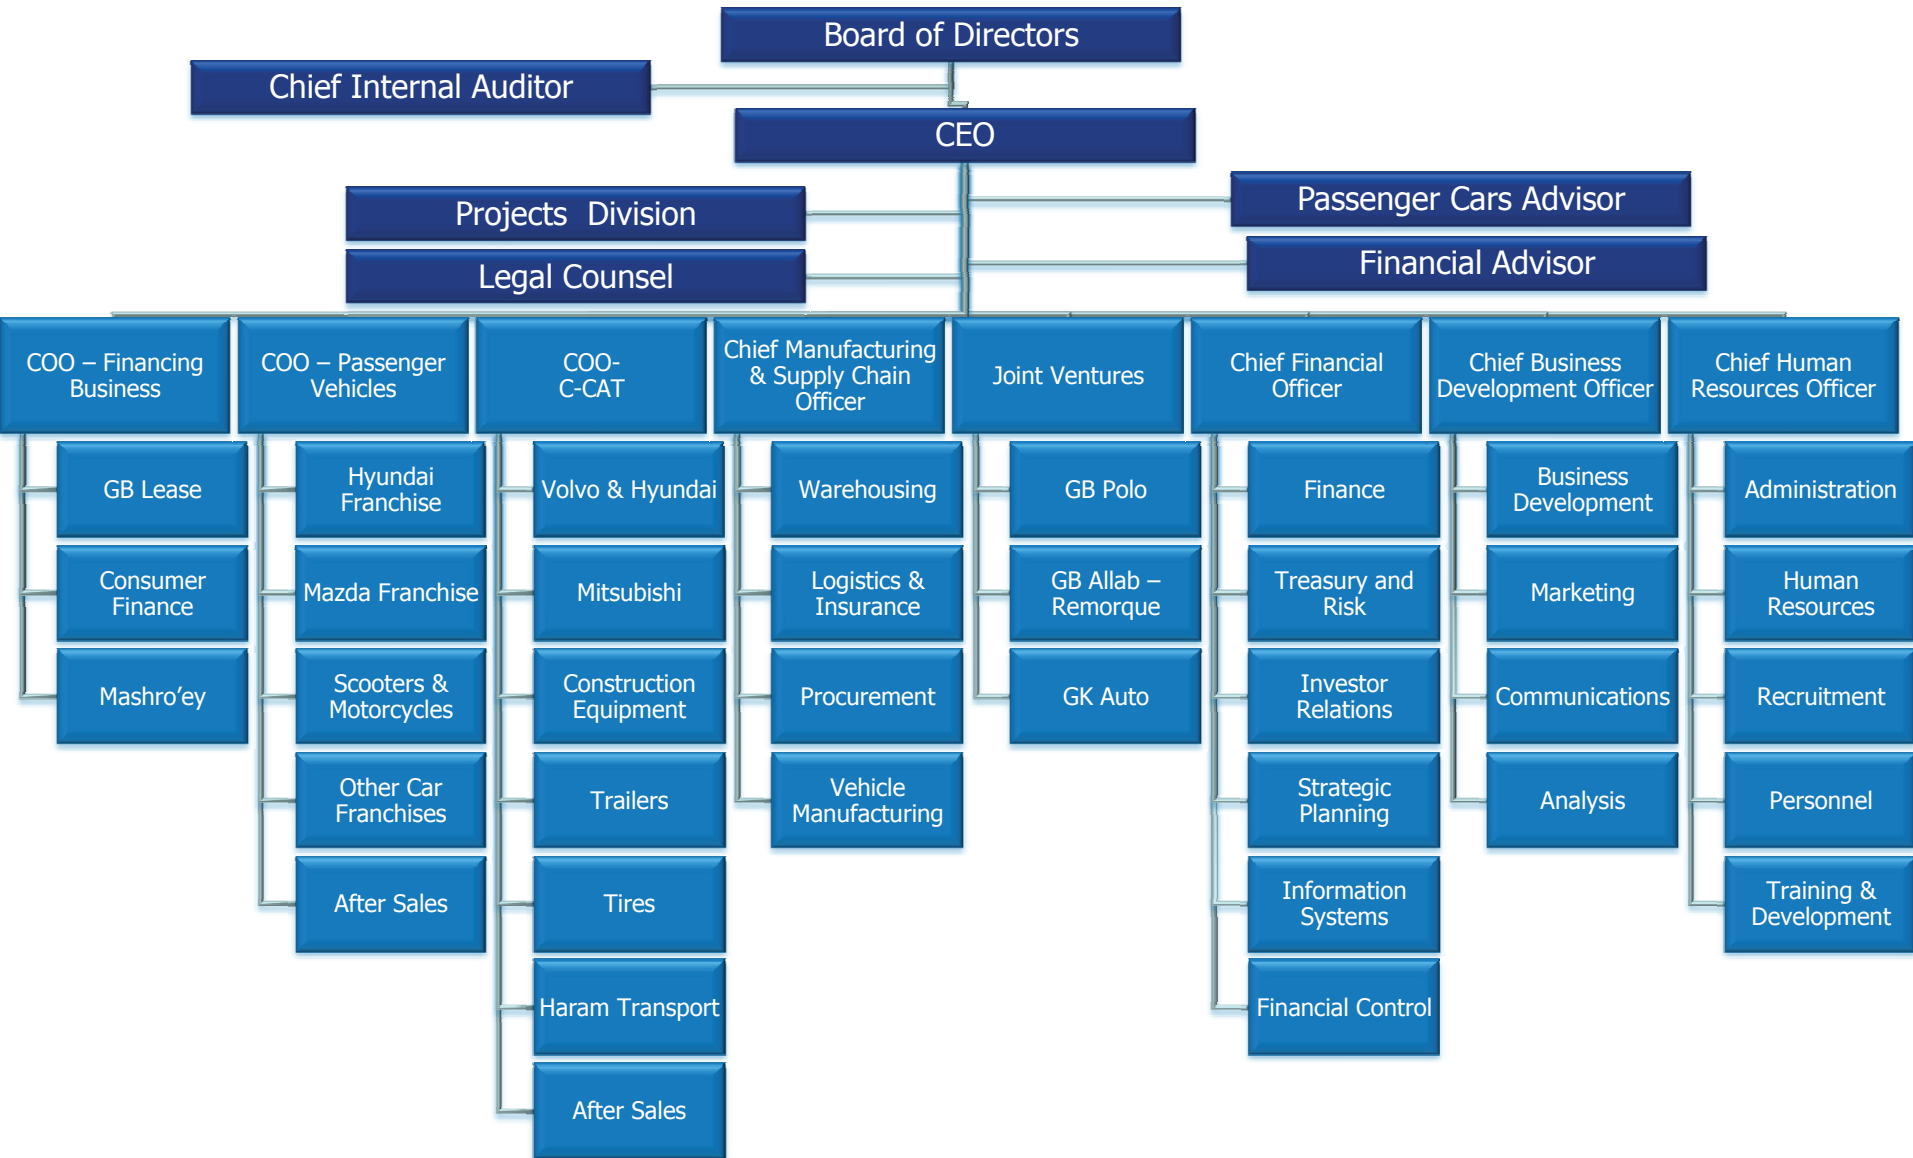 Board of Directors
Chief Internal Auditor
CEO
Projects  Division
Passenger Cars Advisor
Legal Counsel
Financial Advisor
COO – Financing
Business
COO – Passenger
Vehicles
COO-
C-CAT
Chief Manufacturing
& Supply Chain
Officer
Joint Ventures
Chief Financial
Officer
Chief Business
Development Officer
Chief Human
Resources Officer
GB Lease
Consumer
Finance
Mashro’ey
Hyundai
Franchise
Mazda Franchise
Scooters &
Motorcycles
Other Car
Franchises
After Sales
Volvo & Hyundai
Mitsubishi
Construction
Equipment
Trailers
Tires
Haram Transport
After Sales
Warehousing
Logistics &
Insurance
Procurement
Vehicle
Manufacturing
GB Polo
GB Allab –
Remorque
GK Auto
Finance
Treasury and
Risk
Investor
Relations
Strategic
Planning
Information
Systems
Financial Control
Business
Development
Marketing
Communications
Analysis
Administration
Human
Resources
Recruitment
Personnel
Training &
Development